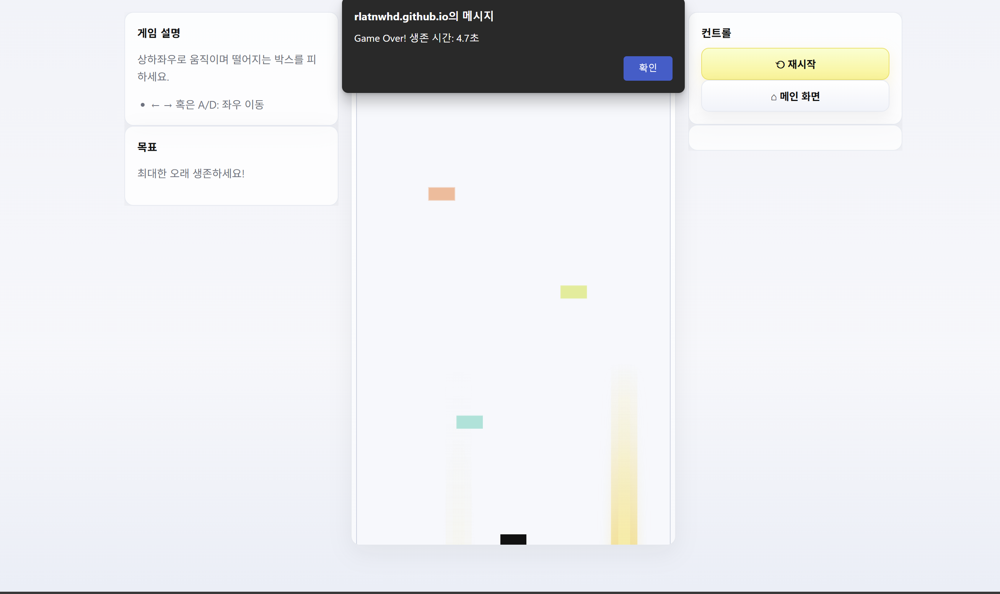 rlatnwhd.github.io의 메시지
Game Over! 생존 시간: 4.7초
확인
게임 설명
상하좌우로 움직이며 떨어지는 박스를 피
하세요.
• ← → 혹은 A/D: 좌우 이동
목표
최대한 오래 생존하세요!
컨트롤
⟲ 재시작
⌂ 메인 화면